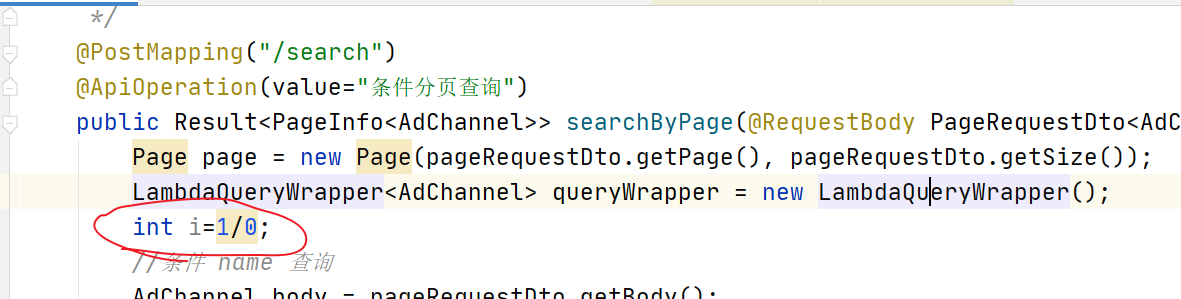 */
@PostMapping("/search")
@ApiOperation(value="条件分页查询")
public Result<PageInfo<AdChannel>> searchByPage(@RequestBody PageRequestDto<AdC
Page page = new Page(pageRequestDto.getPage(), pageRequestDto.getSize());
LambdaQueryWrapper<AdChannel> queryWrapper = new LambdaQueryWrapper();
int i=1/0;
//条件 name 查询
AdChannel body = pageRequestDto.getBody();